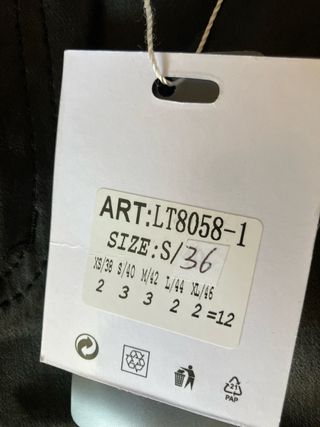 ART:LT8058-1
SIZE:S/36
XS/38 S/40 M/42 L/44 XL/46
2 3 3 2 2=12
21
PAP